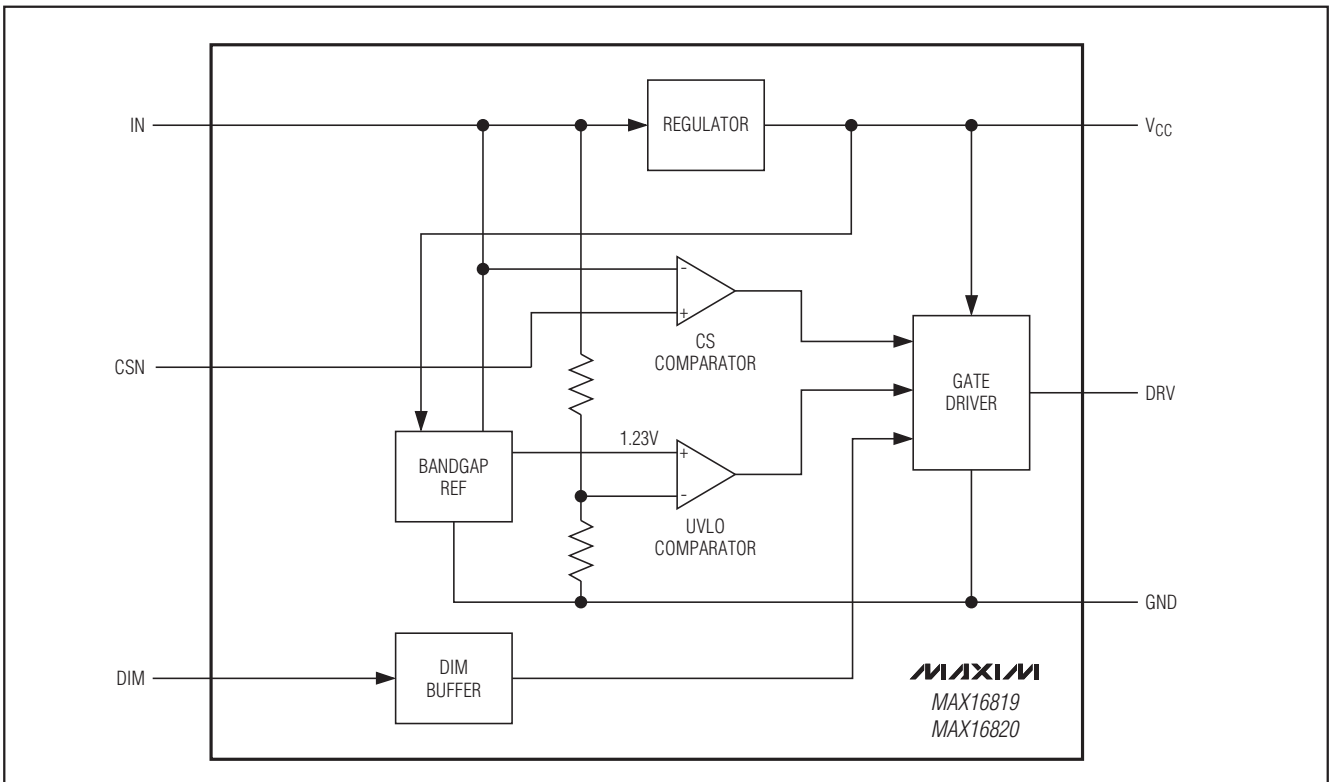 IN
REGULATOR
VCC
-
+
CS
COMPARATOR
CSN
GATE
DRIVER
DRV
1.23V
BANDGAP
REF
+
-
UVLO
COMPARATOR
GND
DIM
DIM
BUFFER
MAXIM
MAX16819
MAX16820